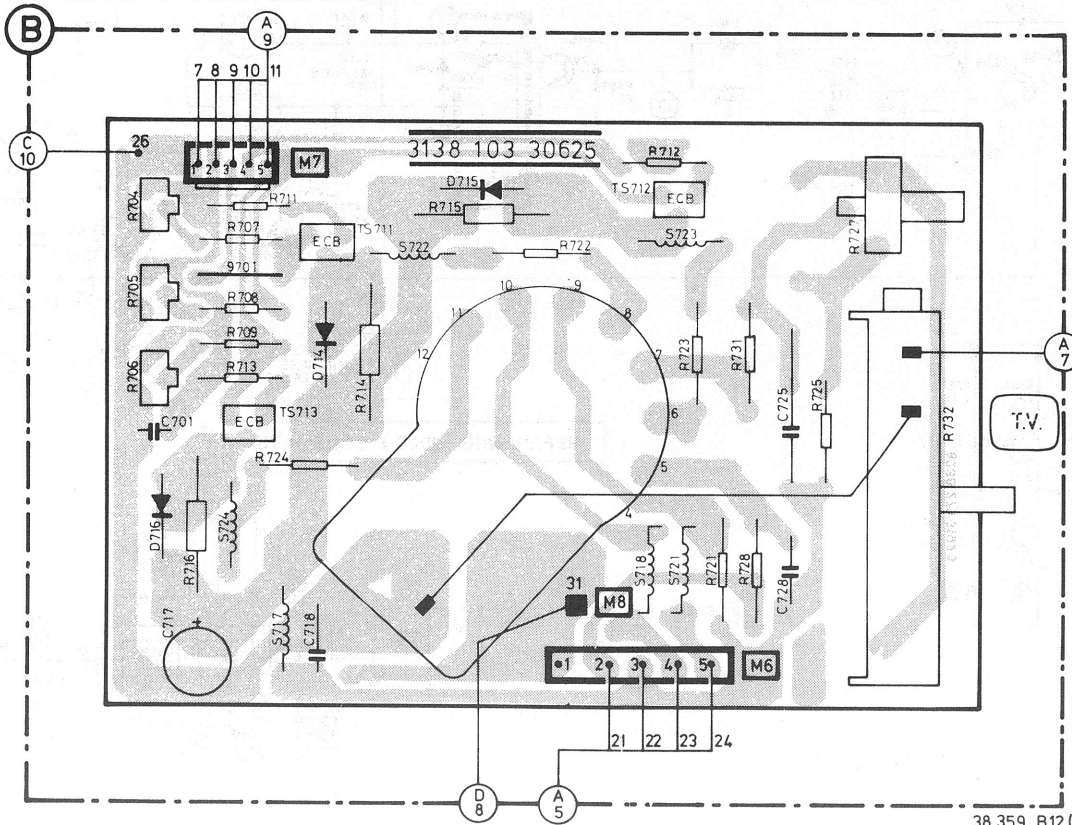 B
A 9
7 8 9 10 11
C 10
26
1 2 3 4 5
M7
3138 103 30625
R712
R704
R711
D715
TS712
ECB
R715
R707
TS711
ECB
S722
R722
S723
R727
9701
R705
R708
10 9
11 8
R709
D714
R714
12 7
R723
R731
A 7
R706
R713
C725
R725
6
R732
T.V.
C701
ECB
TS713
R724
5
4
D716
R716
S724
S718
S721
R721
R728
C728
31
M8
C717
+
S717
C718
1 2 3 4 5
M6
21 22 23 24
D 8
A 5
38 359 B12